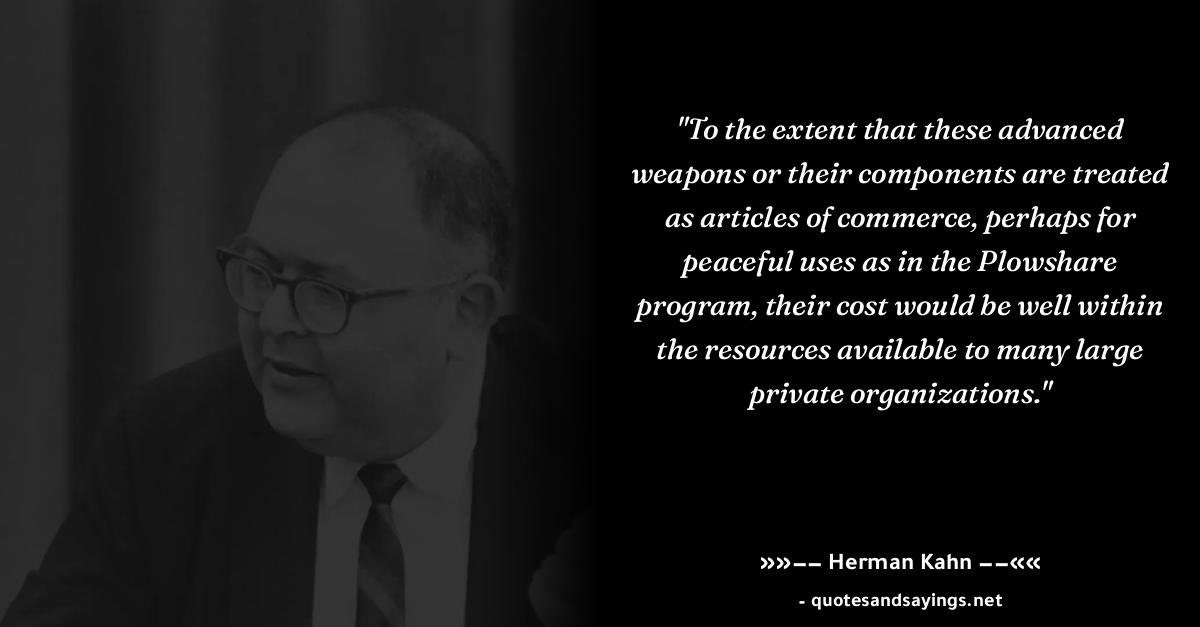 "To the extent that these advanced
weapons or their components are treated
as articles of commerce, perhaps for
peaceful uses as in the Plowshare
program, their cost would be well within
the resources available to many large
private organizations."
»»–– Herman Kahn ––««
- quotesandsayings.net